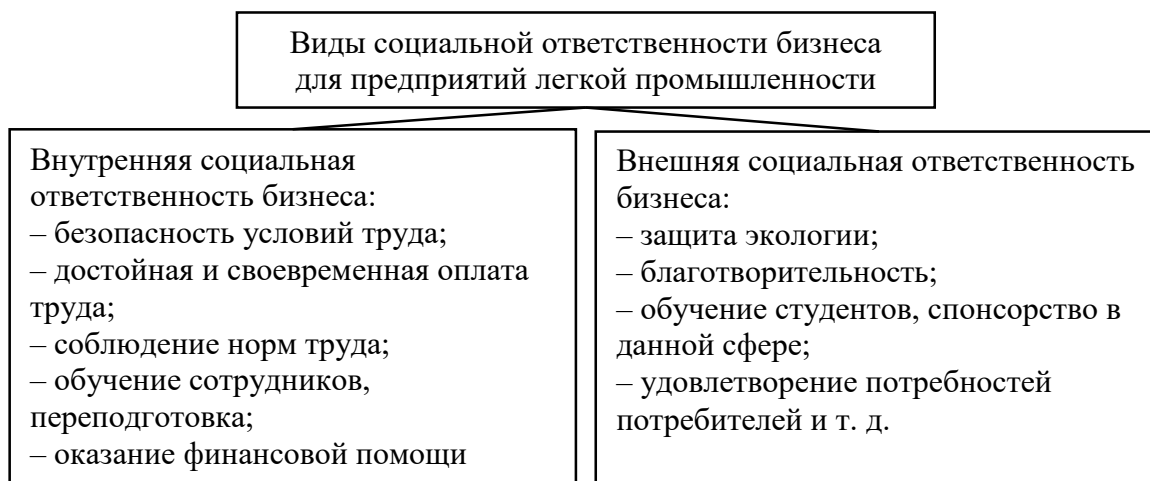 Виды социальной ответственности бизнеса
для предприятий легкой промышленности
Внутренняя социальная
ответственность бизнеса:
– безопасность условий труда;
– достойная и своевременная оплата
труда;
– соблюдение норм труда;
– обучение сотрудников,
переподготовка;
– оказание финансовой помощи
Внешняя социальная ответственность
бизнеса:
– защита экологии;
– благотворительность;
– обучение студентов, спонсорство в
данной сфере;
– удовлетворение потребностей
потребителей и т. д.